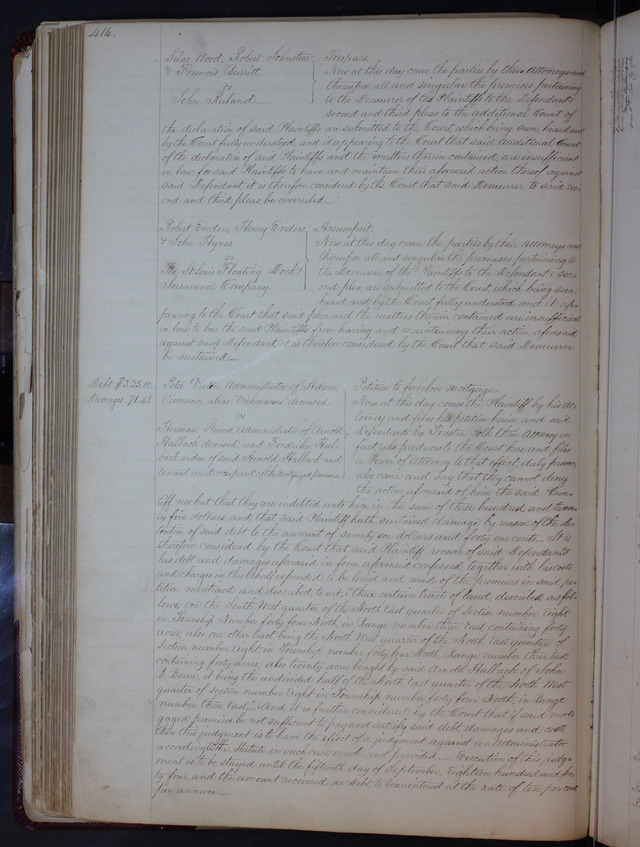 414.
Silas Wood, Robert Johnston
& Francis Burritt
vs
John Ruland
Trespass.
Now at this day come the parties by their Attorneys and
thereupon all and singular the premises pertaining
to the Demurrer of the Plaintiffs to the Defendants
second and third pleas to the additional Count of
the declaration of said Plaintiffs are submitted to the Court, which being seen, heard and
by the Court fully understood, and it appearing to the Court that said Additional Count
of the declaration of said Plaintiffs and the matters therein contained, are insufficient
in law for said Plaintiffs to have and maintain their aforesaid action thereof against
said Defendant, it is therefore considered by the Court that said Demurrer to said sec-
ond and third pleas be overruled.
Robert Enders, Henry Enders,
& John Hynes
vs
The St Louis Floating Dock &
Insurance Company.
Assumpsit.
Now at this day come the parties by their Attorneys and
thereupon all and singular the premises pertaining to
the Demurrer of the Plaintiffs to the Defendant's sec-
ond plea are submitted to the Court, which being seen,
heard and by the Court fully understood and it ap-
pearing to the Court that said plea and the matters therein contained are insufficient
in law to bar the said Plaintiffs from having and maintaining their action aforesaid
against said Defendant, it is therefor considered by the Court that said Demurrer
be sustained.
Debt $325.00.
Damages 71.41
Administrator of Adam
alias deceased.
vs
Herman Administrator of Arnold
Hallback deceased, and Fredrika Hal-
back widow of said Arnold Hallback and
tenant and occupant of the mortgaged premises
Petition to foreclose Mortgage.
Now at this day comes the Plaintiff by his At-
torney and files his petition herein, and said
Defendants by Trusten Polk their Attorney in
fact who produces to the Court here and files
a Power of Attorney to that effect duly proven,
also come and say that they cannot deny
the action aforesaid of him the said Plain-
tiff nor but that they are indebted unto him in the sum of three hundred and twen-
ty five dollars and that said Plaintiff hath sustained damage by reason of the de-
tention of said debt to the amount of seventy one dollars and forty one cents. It is
therefore considered by the Court that said Plaintiff recover of said Defendants
his debt and damages aforesaid in form aforesaid confessed, together with his costs
and charges in this behalf expended, to be levied and made of the premises in said pe-
tition mentioned and described to wit; three certain tracts of land, described as fol-
lows, one the South West quarter of the North East quarter of Section number Eight
in Township Number forty four North, in Range number three East, containing forty
acres, also one other tract being the North West quarter of the North East quarter of
Section number Eight in Township number forty four North, Range number three East
containing forty acres, also twenty acres bought by said Arnold Hallback, of John
B. it being the undivided half of the North East quarter of the North West
quarter of Section number Eight in Township number forty four North, in Range
number three East. And it is further considered by the Court that if said mort-
gaged premises be not sufficient to pay and satisfy said debt damages and costs
then this judgment is to have the effect of a judgment against an Administrator
according to the Statute in such case made and provided. Execution of this judg-
ment is to be stayed until the fifteenth day of September, Eighteen hundred and for-
ty four, and the amount recovered as debt, to bear interest at the rate of ten per cent
per annum.